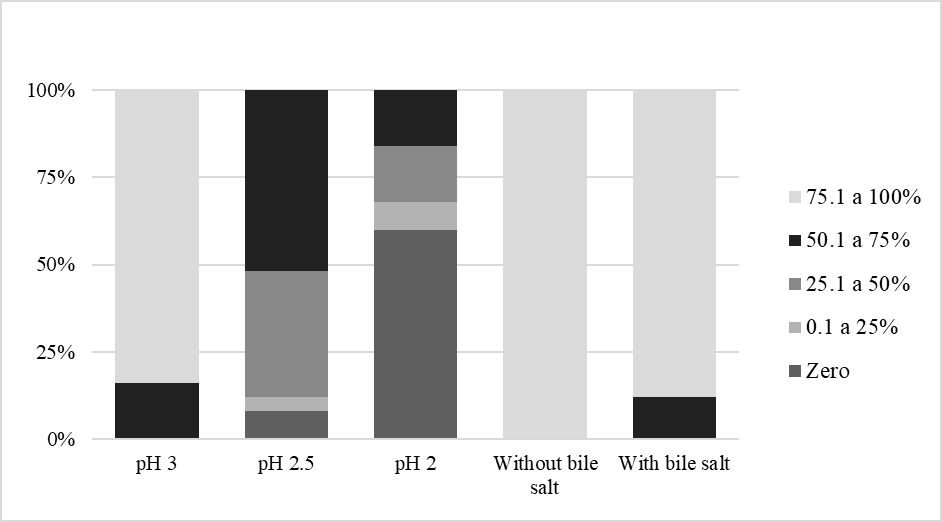 100%
75%
50%
25%
0%
pH 3
pH 2.5
pH 2
Without bile
salt
With bile salt
75.1 a 100%
50.1 a 75%
25.1 a 50%
0.1 a 25%
Zero